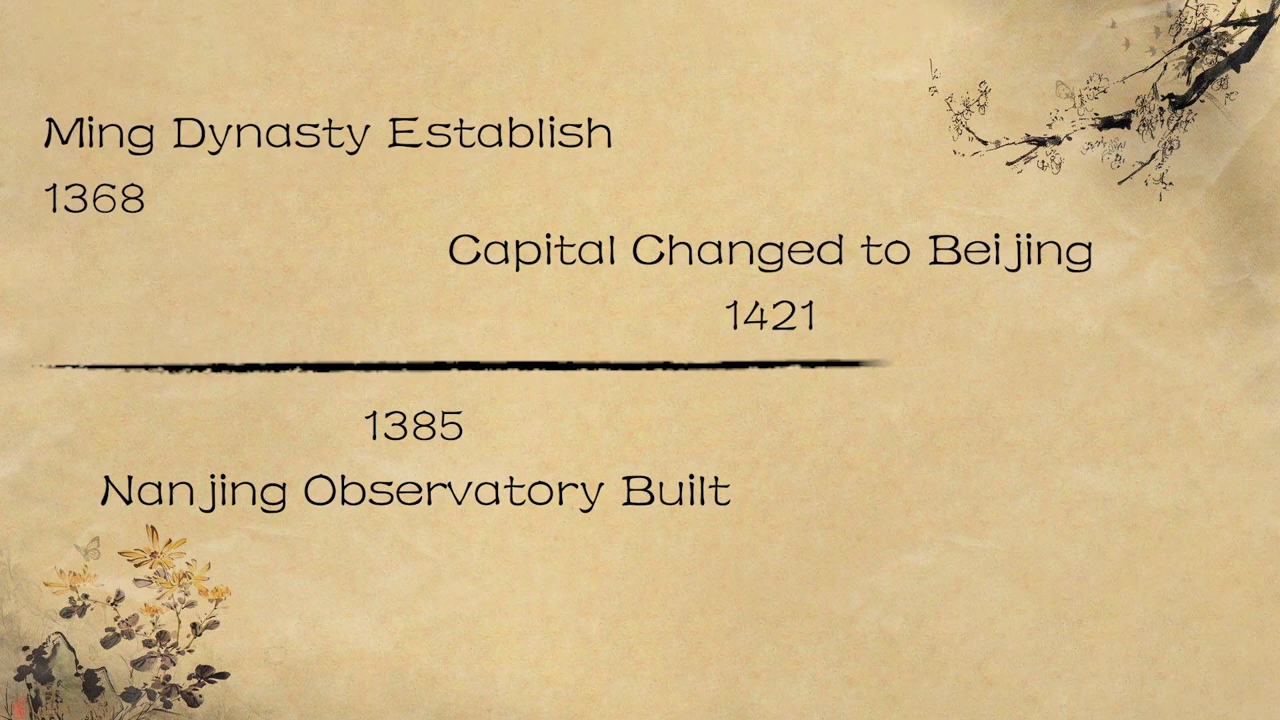 Ming Dynasty Establish
1368
Capital Changed to Beijing
1421
1385
Nanjing Observatory Built